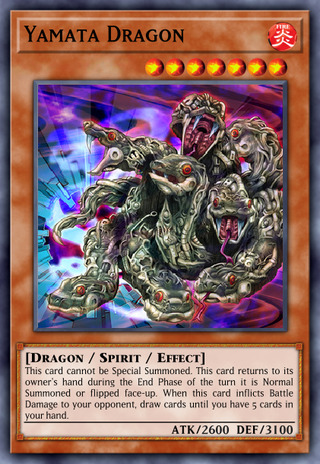 Yamata Dragon
FIRE
炎
[Dragon / Spirit / Effect]
This card cannot be Special Summoned. This card returns to its
owner's hand during the End Phase of the turn it is Normal
Summoned or flipped face-up. When this card inflicts Battle
Damage to your opponent, draw cards until you have 5 cards in
your hand.
ATK/2600 DEF/3100